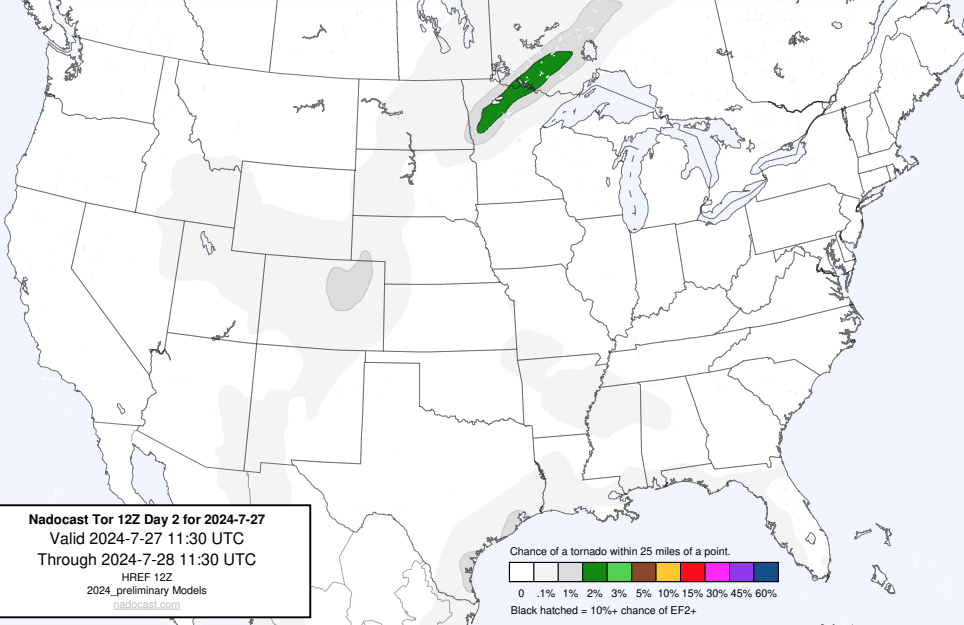 Nadocast Tor 12Z Day 2 for 2024-7-27
Valid 2024-7-27 11:30 UTC
Through 2024-7-28 11:30 UTC
HREF 12Z
2024_preliminary Models
nadocast.com
Chance of a tornado within 25 miles of a point.
0 .1% 1% 2% 3% 5% 10% 15% 30% 45% 60%
Black hatched = 10%+ chance of EF2+